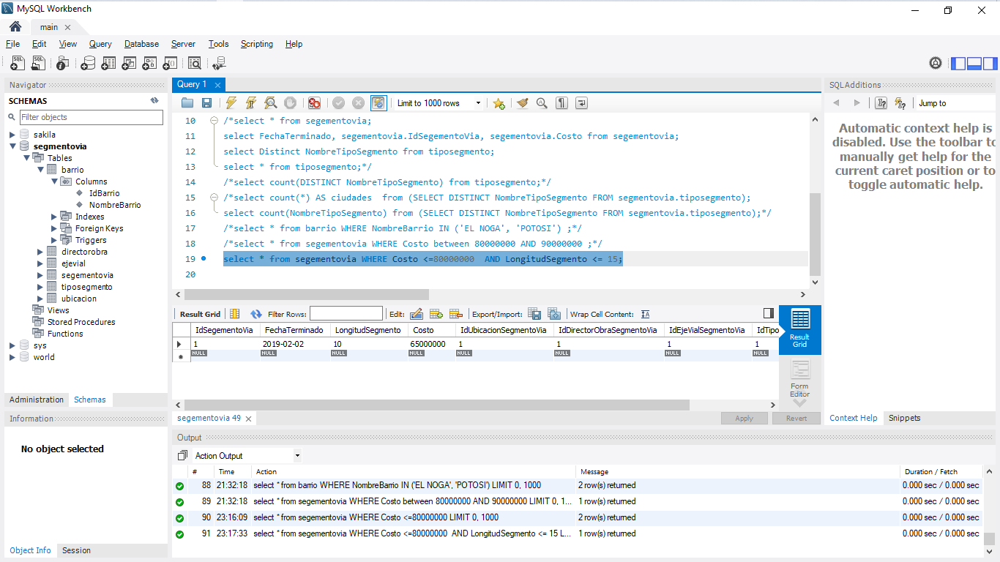 MySQL Workbench
main
File Edit View Query Database Server Tools Scripting Help
Navigator
SCHEMAS
Filter objects
sakila
segmentovia
Tables
barrio
Columns
IdBarrio
NombreBarrio
Indexes
Foreign Keys
Triggers
directorobra
ejevial
segementovia
tiposegmento
ubicacion
Views
Stored Procedures
Functions
sys
world
Administration Schemas
Information
No object selected
Object Info Session
Query 1
Limit to 1000 rows
10 /*select * from segementovia;
11 select FechaTerminado, segementovia.IdSegementoVia, segementovia.Costo from segementovia;
12 select Distinct NombreTipoSegmento from tiposegmento;
13 select * from tiposegmento;*/
14 /*select count(DISTINCT NombreTipoSegmento) from tiposegmento;*/
15 /*select count(*) AS ciudades from (SELECT DISTINCT NombreTipoSegmento FROM segmentovia.tiposegmento);
16 select count(NombreTipoSegmento) from (SELECT DISTINCT NombreTipoSegmento FROM segmentovia.tiposegmento);*/
17 /*select * from barrio WHERE NombreBarrio IN ('EL NOGA', 'POTOSI') ;*/
18 /*select * from segementovia WHERE Costo between 80000000 AND 90000000 ;*/
19 select * from segementovia WHERE Costo <=80000000 AND LongitudSegmento <= 15;
20
Result Grid Filter Rows: Edit: Export/Import: Wrap Cell Content:
IdSegementoVia FechaTerminado LongitudSegmento Costo IdUbicacionSegmentoVia IdDirectorObraSegmentoVia IdEjeVialSegmentoVia IdTipo
1 2019-02-02 10 65000000 1 1 1 1
NULL NULL NULL NULL NULL NULL NULL NULL
Result
Grid
Form
Editor
segementovia 49
Apply Revert
Output
Action Output
# Time Action Message Duration / Fetch
88 21:32:18 select * from barrio WHERE NombreBarrio IN ('EL NOGA', 'POTOSI') LIMIT 0, 1000 2 row(s) returned 0.000 sec / 0.000 sec
89 21:32:18 select * from segementovia WHERE Costo between 80000000 AND 90000000 LIMIT 0, 1... 1 row(s) returned 0.000 sec / 0.000 sec
90 23:16:09 select * from segementovia WHERE Costo <=80000000 LIMIT 0, 1000 2 row(s) returned 0.000 sec / 0.000 sec
91 23:17:33 select * from segementovia WHERE Costo <=80000000 AND LongitudSegmento <= 15 L... 1 row(s) returned 0.000 sec / 0.000 sec
SQLAdditions
Jump to
Automatic context help is
disabled. Use the toolbar to
manually get help for the
current caret position or to
toggle automatic help.
Context Help Snippets